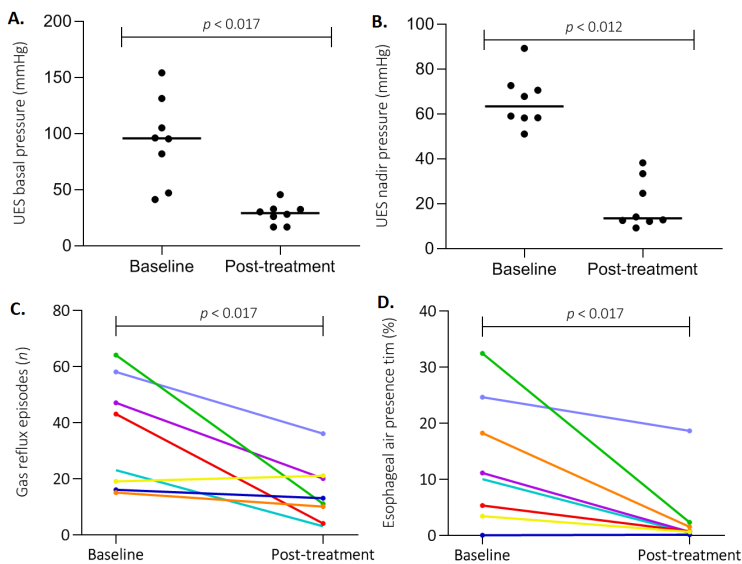 A.
p < 0.017
UES basal pressure (mmHg)
200
150
100
50
0
Baseline
Post-treatment
B.
p < 0.012
UES nadir pressure (mmHg)
100
80
60
40
20
0
Baseline
Post-treatment
C.
p < 0.017
Gas reflux episodes (n)
80
60
40
20
0
Baseline
Post-treatment
D.
p < 0.017
Esophageal air presence tim (%)
40
30
20
10
0
Baseline
Post-treatment